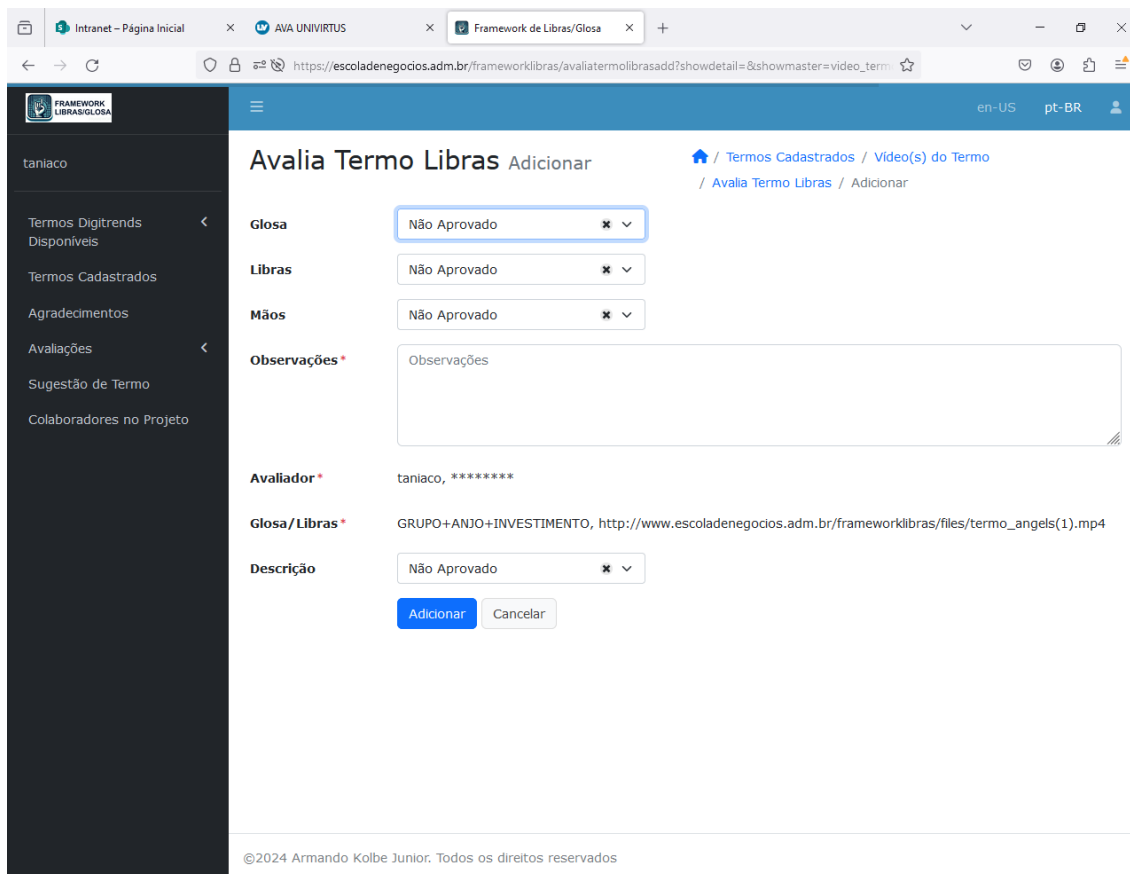 Intranet – Página Inicial
AVA UNIVIRTUS
Framework de Libras/Glosa
https://escoladenegocios.adm.br/frameworklibras/avaliatermolibrasadd?showdetail=&showmaster=video_term
FRAMEWORK
LIBRAS/GLOSA
en-US
pt-BR
taniaco
Termos Digitrends
Disponíveis
Termos Cadastrados
Agradecimentos
Avaliações
Sugestão de Termo
Colaboradores no Projeto
Avalia Termo Libras Adicionar
/ Termos Cadastrados / Vídeo(s) do Termo
/ Avalia Termo Libras / Adicionar
Glosa
Não Aprovado
Libras
Não Aprovado
Mãos
Não Aprovado
Observações*
Observações
Avaliador*
taniaco, ********
Glosa/Libras*
GRUPO+ANJO+INVESTIMENTO, http://www.escoladenegocios.adm.br/frameworklibras/files/termo_angels(1).mp4
Descrição
Não Aprovado
Adicionar
Cancelar
©2024 Armando Kolbe Junior. Todos os direitos reservados